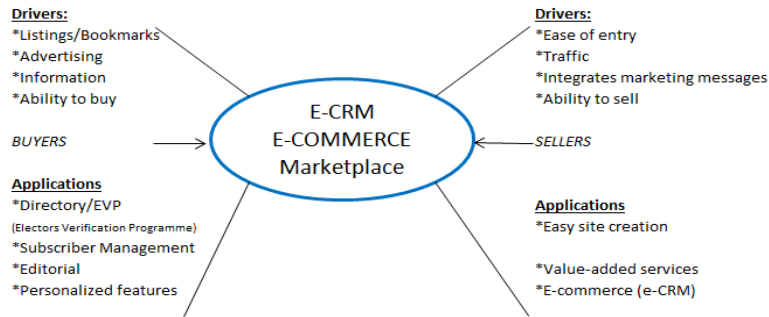 Drivers:
*Listings/Bookmarks
*Advertising
*Information
*Ability to buy
BUYERS
Applications
*Directory/EVP
(Electors Verification Programme)
*Subscriber Management
*Editorial
*Personalized features
E-CRM
E-COMMERCE
Marketplace
Drivers:
*Ease of entry
*Traffic
*Integrates marketing messages
*Ability to sell
SELLERS
Applications
*Easy site creation
*Value-added services
*E-commerce (e-CRM)